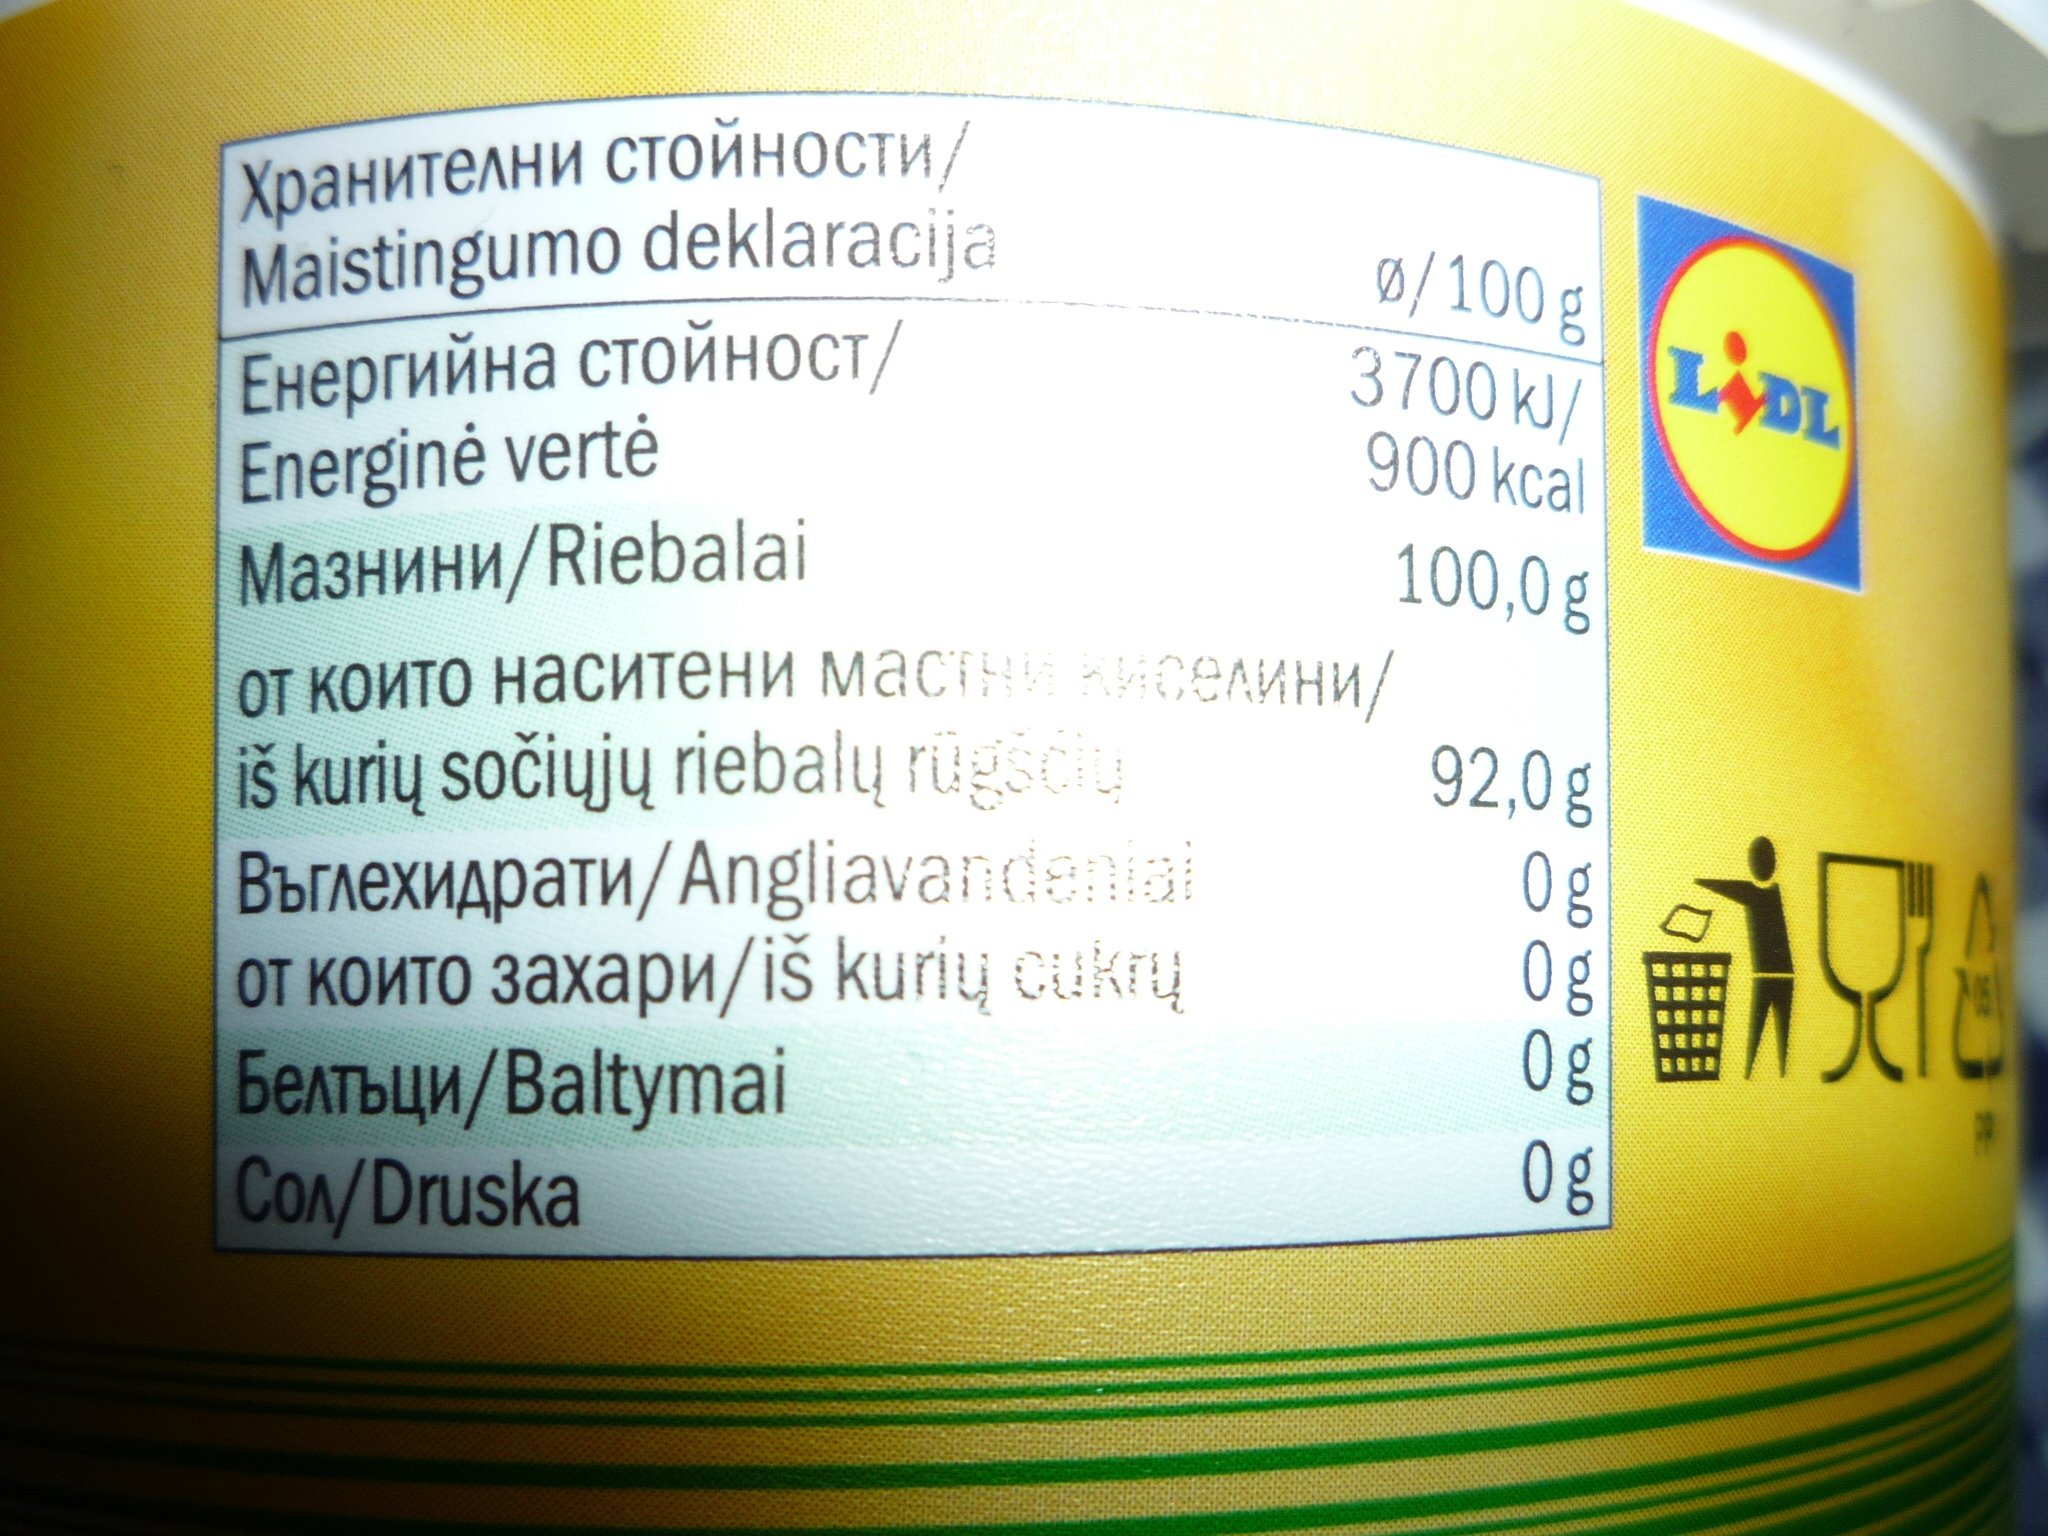 Хранителни стойности/
Maistingumo deklaracija
ø/100 g
Енергийна стойност/
Energinė vertė
3700 kJ/
900 kcal
Мазнини/Riebalai 100,0 g
от които наситени мастни киселини/
iš kurių sočiųjų riebalų rūgščių 92,0 g
Въглехидрати/Angliavandeniai 0 g
от които захари/iš kurių cukrų 0 g
Белтъци/Baltymai 0 g
Сол/Druska 0 g
LiDL
05
PP